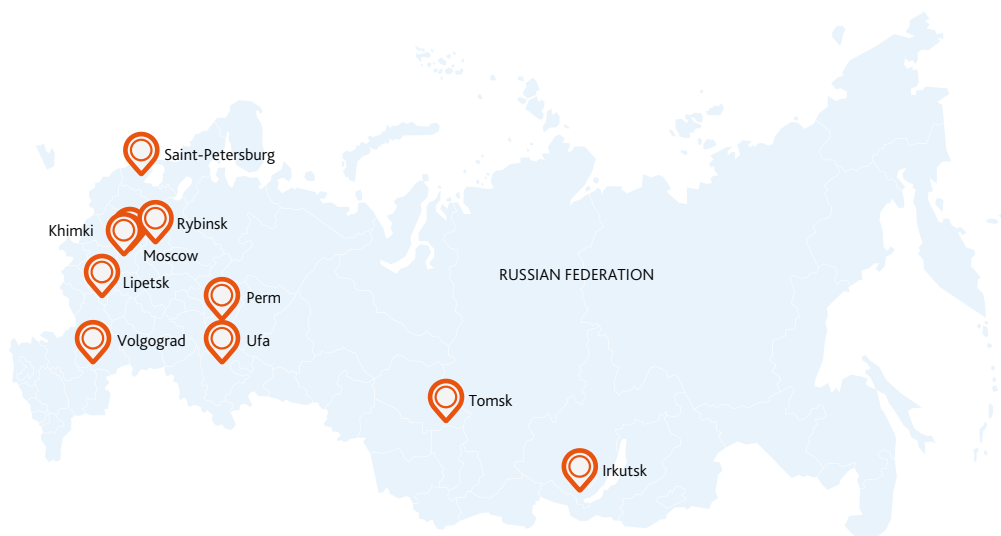 Saint-Petersburg
Rybinsk
Khimki
Moscow
RUSSIAN FEDERATION
Lipetsk
Perm
Volgograd
Ufa
Tomsk
Irkutsk